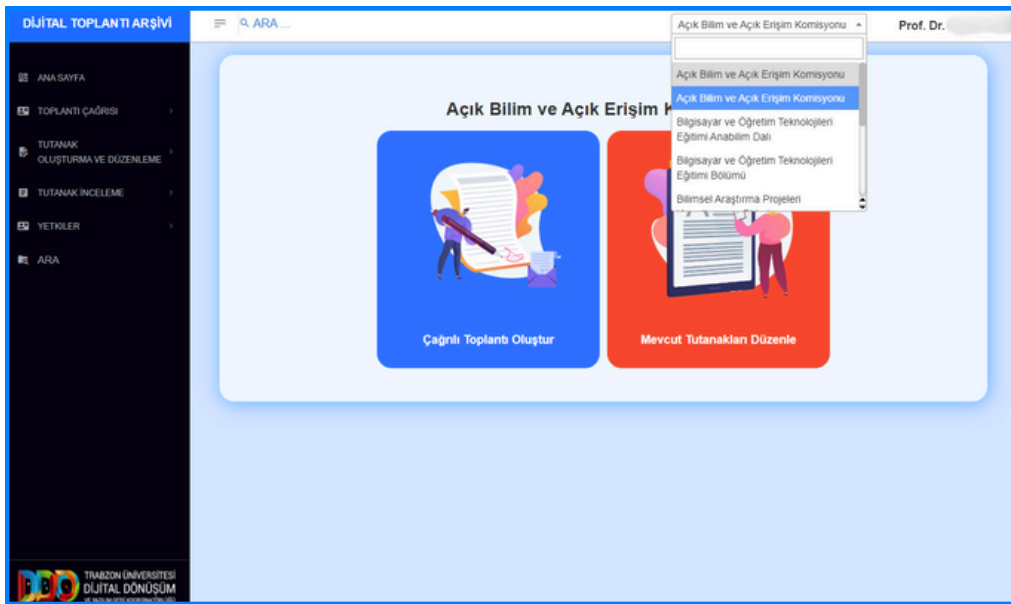 DİJİTAL TOPLANTI ARŞİVİ
ARA ...
Açık Bilim ve Açık Erişim Komisyonu
Prof. Dr.
ANA SAYFA
TOPLANTI ÇAĞRISI
TUTANAK
OLUŞTURMA VE DÜZENLEME
TUTANAK İNCELEME
YETKİLER
ARA
Açık Bilim ve Açık Erişim Komisyonu
Açık Bilim ve Açık Erişim Komisyonu
Bilgisayar ve Öğretim Teknolojileri
Eğitimi Anabilim Dalı
Bilgisayar ve Öğretim Teknolojileri
Eğitimi Bölümü
Bilimsel Araştırma Projeleri
Açık Bilim ve Açık Erişim K
Çağrılı Toplantı Oluştur
Mevcut Tutanakları Düzenle
DDO
TRABZON ÜNİVERSİTESİ
DİJİTAL DÖNÜŞÜM